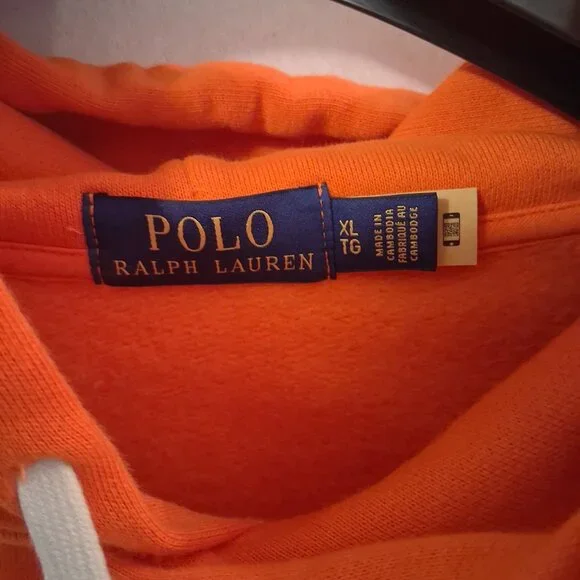 POLO
RALPH LAUREN
XL
TG
MADE IN
CAMBODIA
FABRIQUÉ AU
CAMBODGE